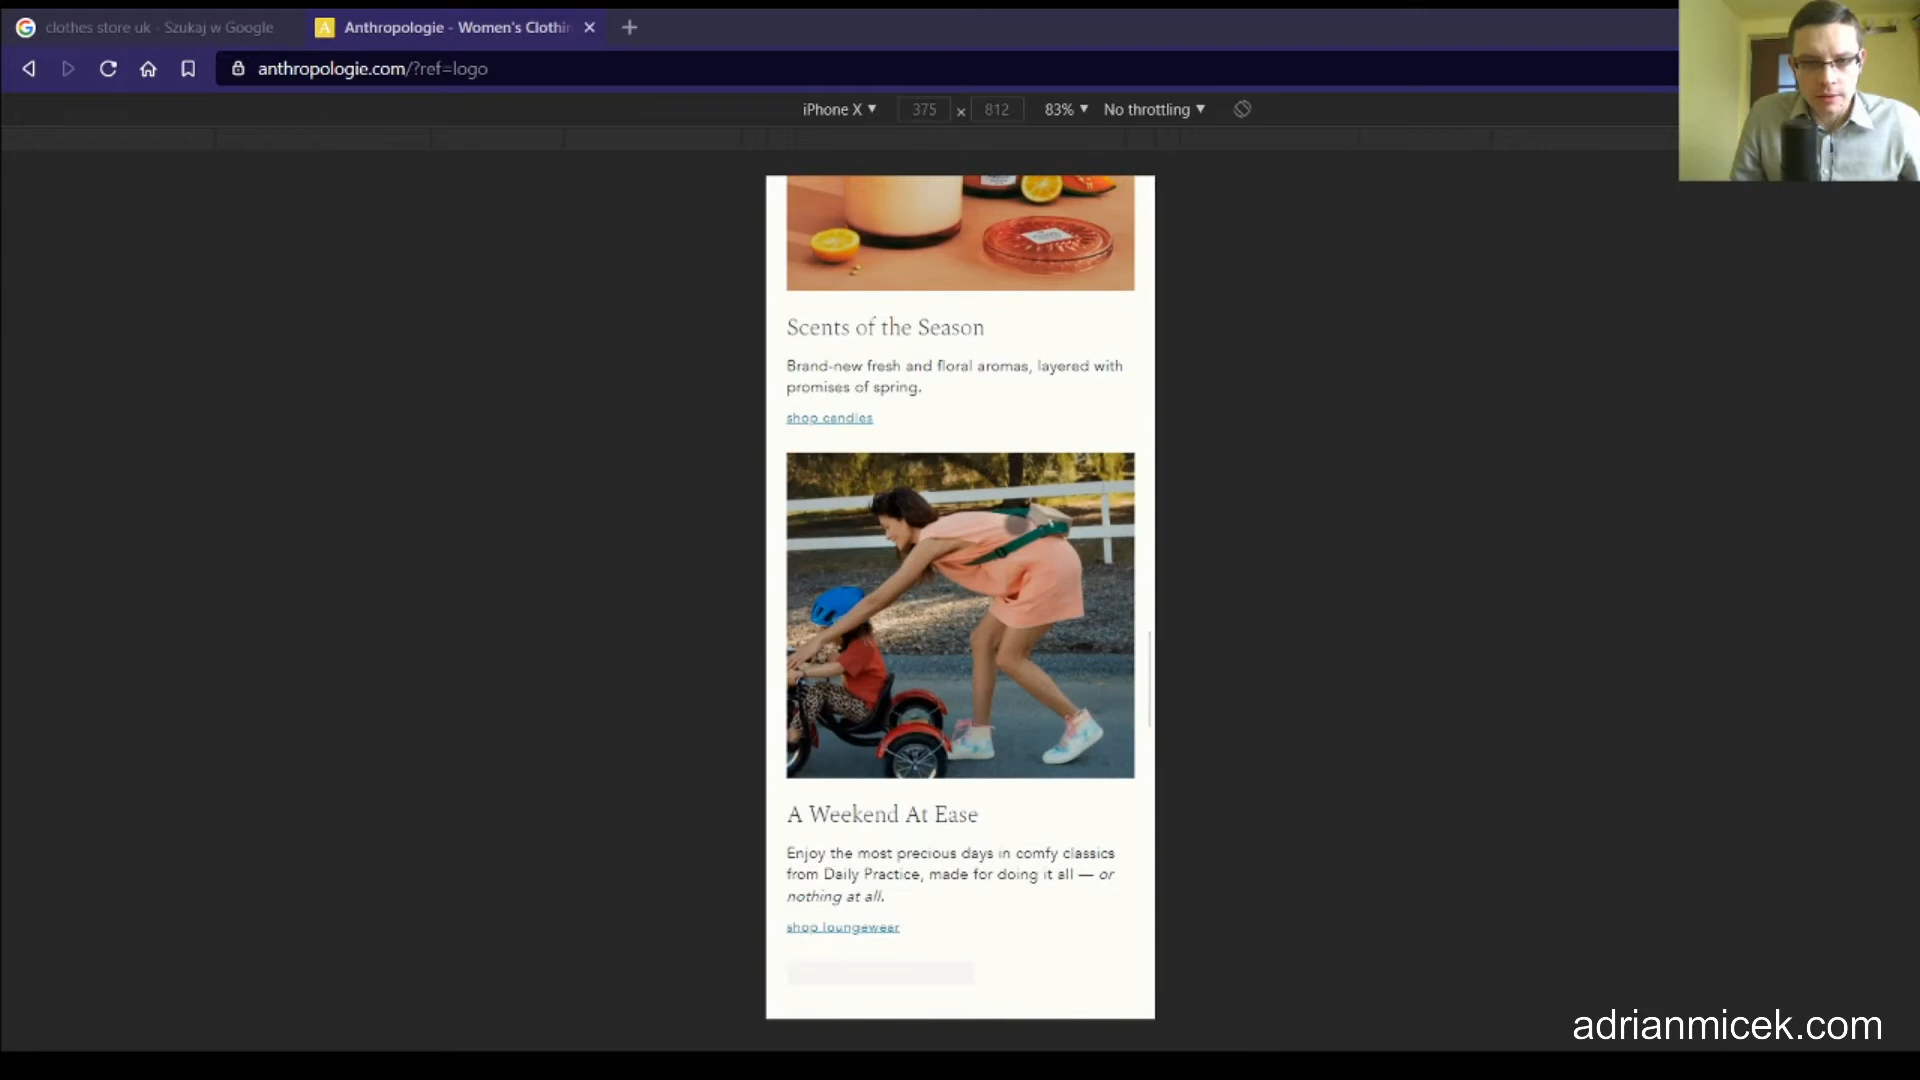 clothes store uk - Szukaj w Google
Anthropologie - Women's Clothin
anthropologie.com/?ref=logo
iPhone X 375 x 812 83% No throttling
Scents of the Season
Brand-new fresh and floral aromas, layered with
promises of spring.
shop candles
A Weekend At Ease
Enjoy the most precious days in comfy classics
from Daily Practice, made for doing it all — or
nothing at all.
shop loungewear
adrianmicek.com